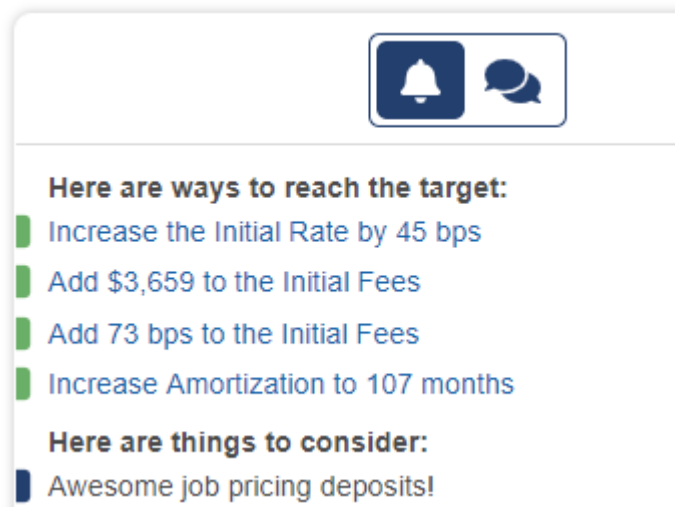 Here are ways to reach the target:
Increase the Initial Rate by 45 bps
Add $3,659 to the Initial Fees
Add 73 bps to the Initial Fees
Increase Amortization to 107 months
Here are things to consider:
Awesome job pricing deposits!